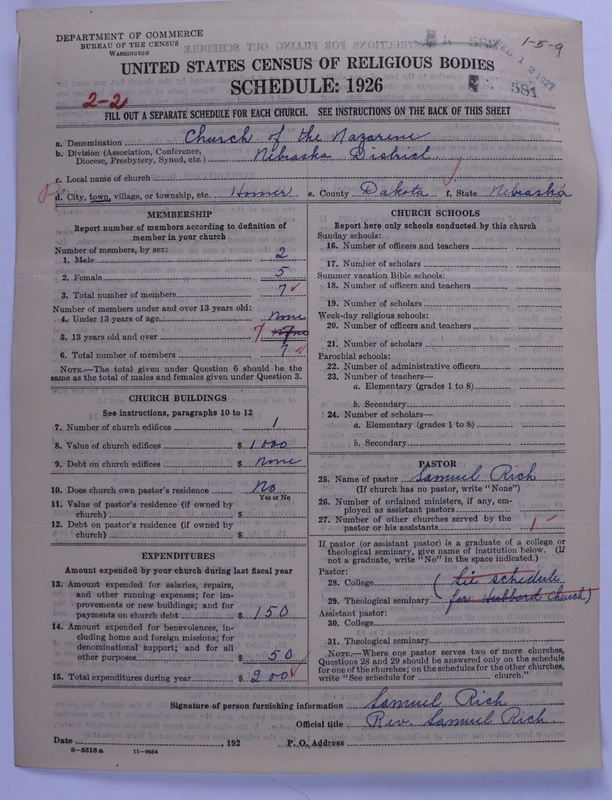 DEPARTMENT OF COMMERCE
BUREAU OF THE CENSUS
WASHINGTON
1-5-9
UNITED STATES CENSUS OF RELIGIOUS BODIES
SCHEDULE: 1926
581
2-2
FILL OUT A SEPARATE SCHEDULE FOR EACH CHURCH. SEE INSTRUCTIONS ON THE BACK OF THIS SHEET
a. Denomination Church of the Nazarene
b. Division (Association, Conference, Diocese, Presbytery, Synod, etc.) Nebraska District
c. Local name of church
d. City, town, village, or township, etc. Homer e. County Dakota f. State Nebraska
MEMBERSHIP
Report number of members according to definition of
member in your church
Number of members, by sex:
1. Male 2
2. Female 5
3. Total number of members 7
Number of members under and over 13 years old:
4. Under 13 years of age None
5. 13 years old and over 7 7
6. Total number of members 7
NOTE.—The total given under Question 6 should be
same as the total of males and females given under Question 3.
CHURCH BUILDINGS
See instructions, paragraphs 10 to 12
7. Number of church edifices 1
8. Value of church edifices $ 1000
9. Debt on church edifices $ None
10. Does church own pastor's residence No
Yes or No
11. Value of pastor's residence (if owned by
church) $
12. Debt on pastor's residence (if owned by
church) $
EXPENDITURES
Amount expended by your church during last fiscal year
13. Amount expended for salaries, repairs,
and other running expenses; for im-
provements or new buildings; and for
payments on church debt $ 150
14. Amount expended for benevolences, in-
cluding home and foreign missions; for
denominational support; and for all
other purposes $ 50
15. Total expenditures during year $ 200
CHURCH SCHOOLS
Report here only schools conducted by this church
Sunday schools:
16. Number of officers and teachers
17. Number of scholars
Summer vacation Bible schools:
18. Number of officers and teachers
19. Number of scholars
Week-day religious schools:
20. Number of officers and teachers
21. Number of scholars
Parochial schools:
22. Number of administrative officers
23. Number of teachers—
a. Elementary (grades 1 to 8)
b. Secondary
24. Number of scholars—
a. Elementary (grades 1 to 8)
b. Secondary
PASTOR
25. Name of pastor Samuel Rich
(If church has no pastor, write "None")
26. Number of ordained ministers, if any, em-
ployed as assistant pastors
27. Number of other churches served by the
pastor or his assistants 1
If pastor (or assistant pastor) is a graduate of a college or
theological seminary, give name of institution below. (If
not a graduate, write "No" in the space indicated.)
Pastor:
28. College ( schedule
29. Theological seminary for Hubbard Church)
Assistant pastor:
30. College
31. Theological seminary
NOTE.—Where one pastor serves two or more churches,
Questions 28 and 29 should be answered only on the schedule
for one of the churches; on the schedules for the other churches,
write "See schedule for church."
Signature of person furnishing information Samuel Rich
Official title Rev. Samuel Rich
Date , 192 P. O. Address
8—5518 a 11—9084